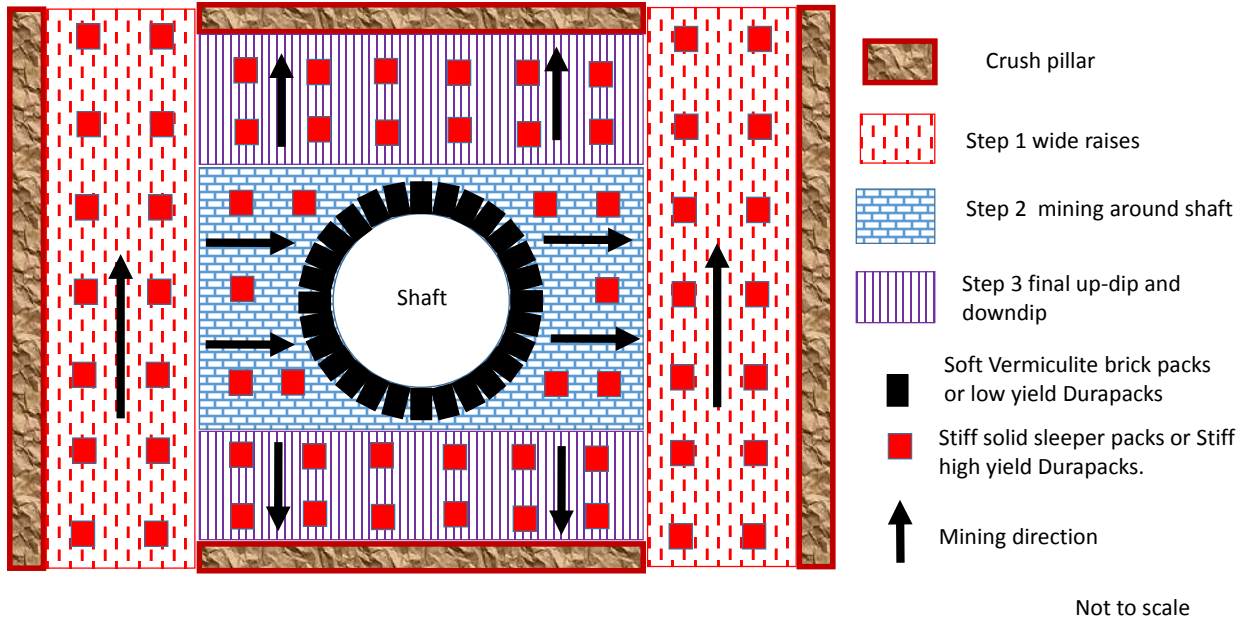 Shaft
Crush pillar
Step 1 wide raises
Step 2 mining around shaft
Step 3 final up-dip and
downdip
Soft Vermiculite brick packs
or low yield Durapacks
Stiff solid sleeper packs or Stiff
high yield Durapacks.
Mining direction
Not to scale